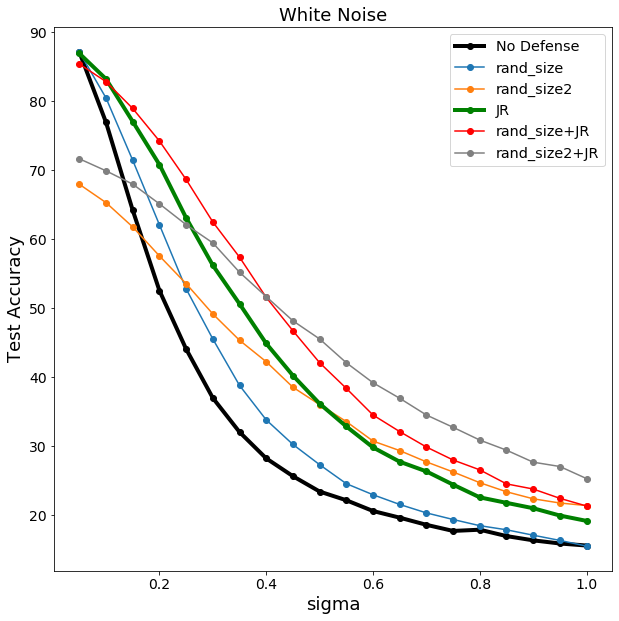 White Noise
Test Accuracy
90
80
70
60
50
40
30
20
0.2
0.4
0.6
0.8
1.0
sigma
No Defense
rand_size
rand_size2
JR
rand_size+JR
rand_size2+JR